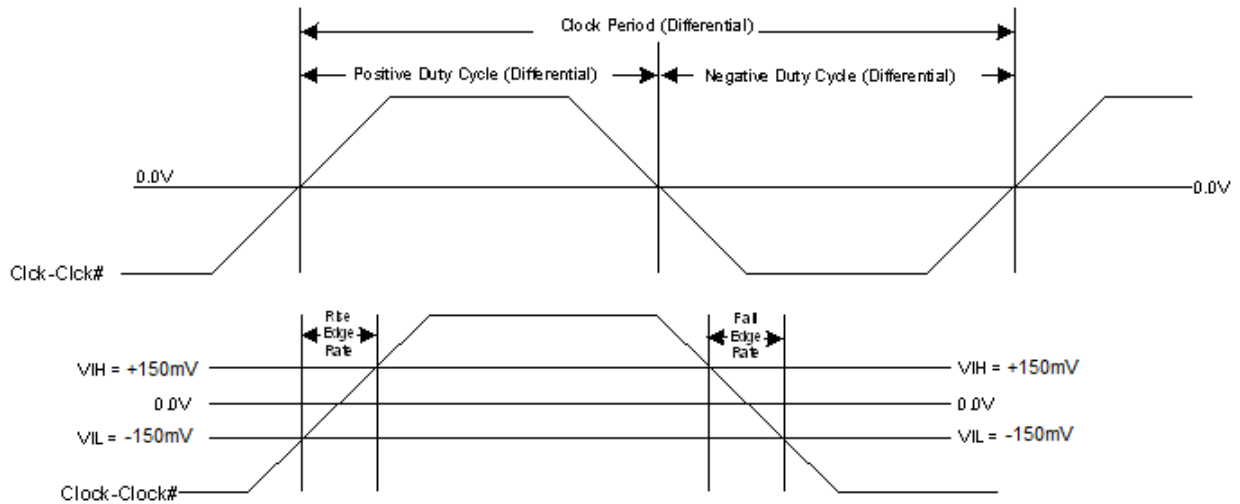 Clock Period (Differential)
Positive Duty Cycle (Differential)
Negative Duty Cycle (Differential)
0.0V
0.0V
Clck-Clck#
Rise
Edge
Rate
Fall
Edge
Rate
VIH = +150mV
VIH = +150mV
0.0V
0.0V
VIL = -150mV
VIL = -150mV
Clock-Clock#